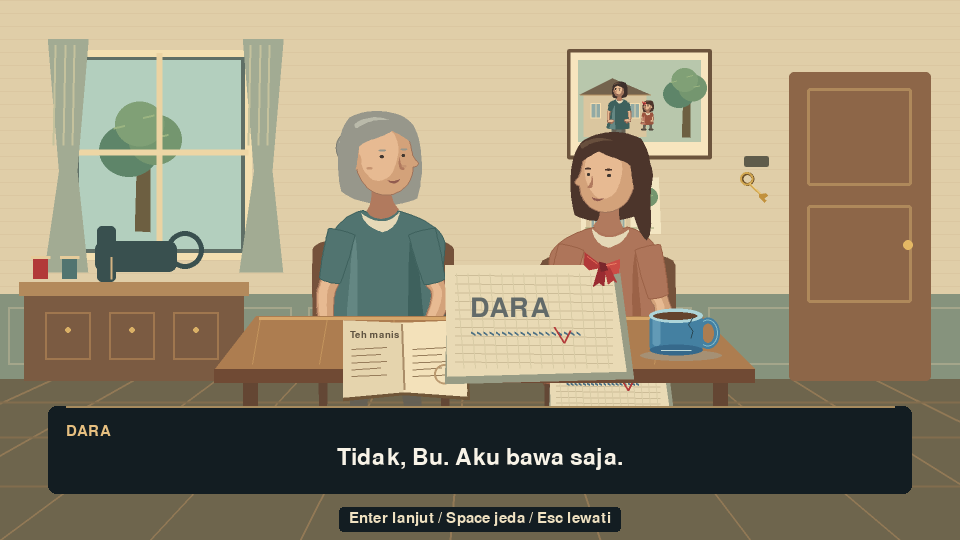 Teh manis
DARA
DARA
Tidak, Bu. Aku bawa saja.
Enter lanjut / Space jeda / Esc lewati